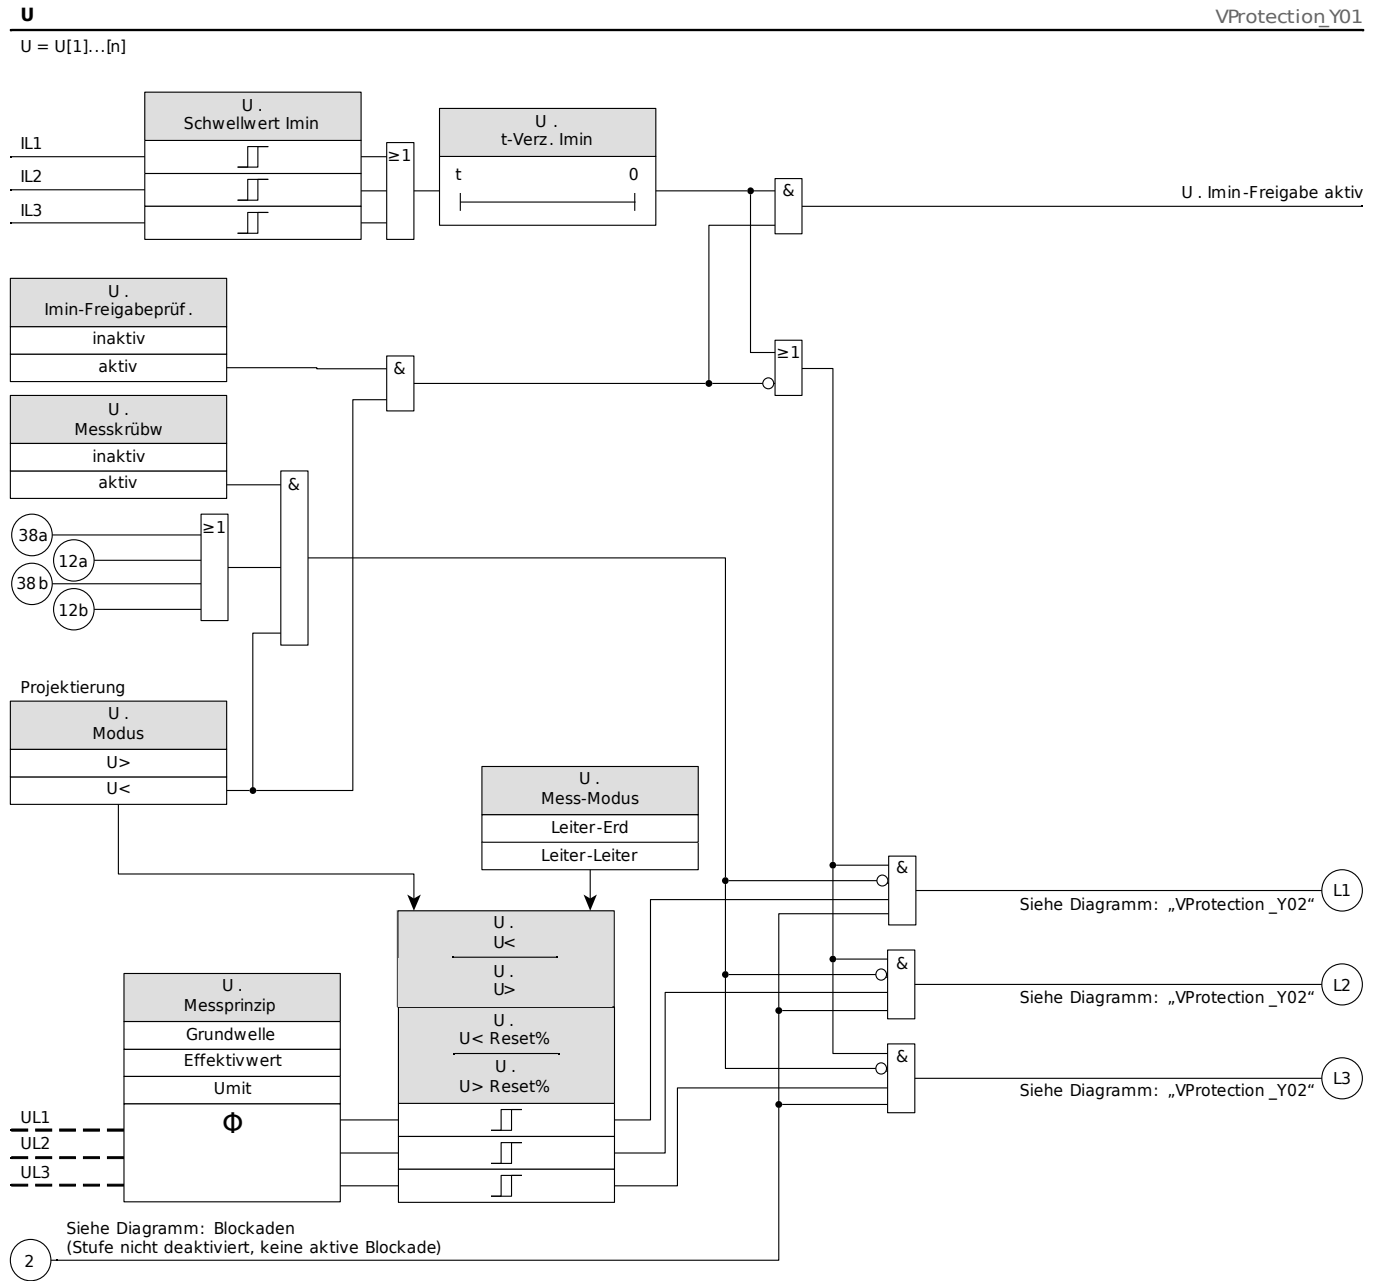 U
VProtection_Y01
U = U[1]...[n]
U .
Schwellwert Imin
IL1
IL2
IL3
≥1
U .
t-Verz. Imin
t
0
&
U . Imin-Freigabe aktiv
U .
Imin-Freigabeprüf.
inaktiv
aktiv
&
≥1
U .
Messkrübw
inaktiv
aktiv
&
38a
12a
38b
12b
≥1
Projektierung
U .
Modus
U>
U<
U .
Mess-Modus
Leiter-Erd
Leiter-Leiter
U .
U<
U .
U>
U .
U< Reset%
U .
U> Reset%
U .
Messprinzip
Grundwelle
Effektivwert
Umit
Φ
UL1
UL2
UL3
&
L1
Siehe Diagramm: „VProtection _Y02“
&
L2
Siehe Diagramm: „VProtection _Y02“
&
L3
Siehe Diagramm: „VProtection _Y02“
Siehe Diagramm: Blockaden
(Stufe nicht deaktiviert, keine aktive Blockade)
2